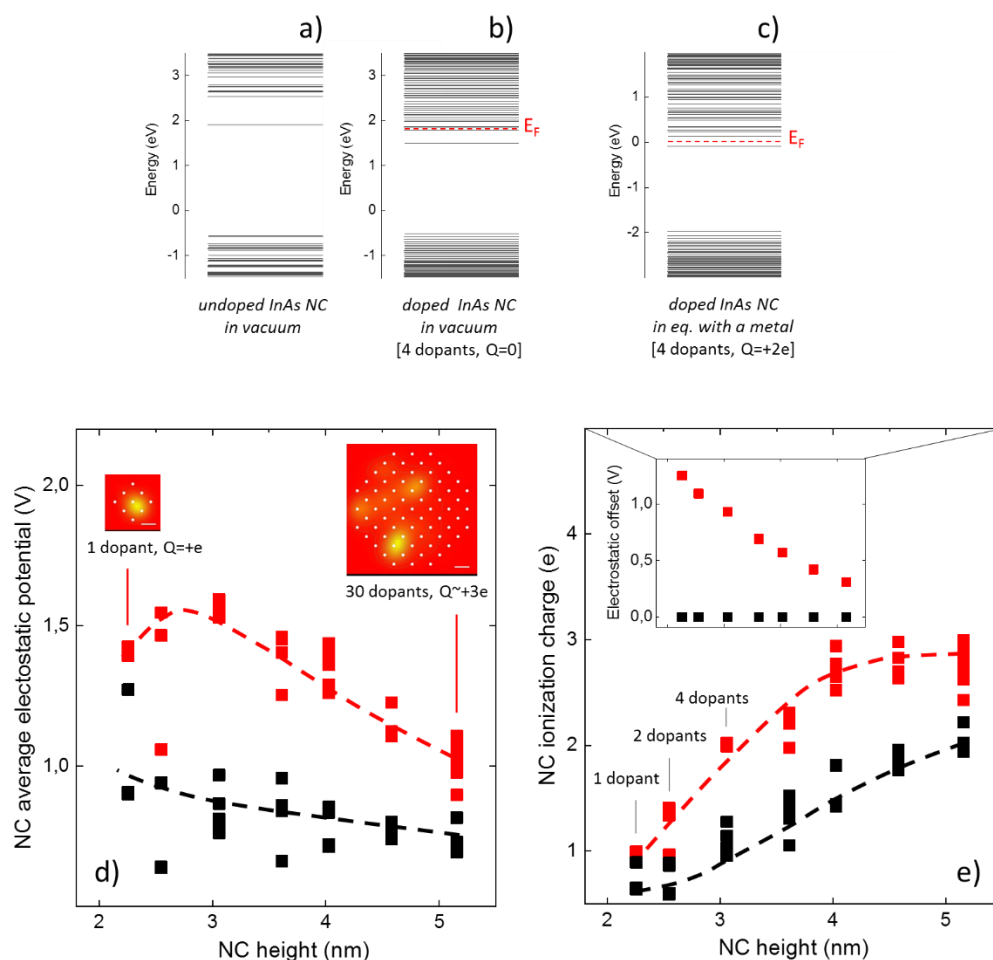 a)
b)
c)
Energy (eV)
3
2
1
0
-1
Energy (eV)
3
2
1
0
-1
E_F
Energy (eV)
1
0
-1
-2
E_F
undoped InAs NC
in vacuum
doped InAs NC
in vacuum
[4 dopants, Q=0]
doped InAs NC
in eq. with a metal
[4 dopants, Q=+2e]
NC average electostatic potential (V)
2,0
1,5
1,0
1 dopant, Q=+e
30 dopants, Q~+3e
d)
2
3
4
5
NC height (nm)
NC ionization charge (e)
4
3
2
1
Electrostatic offset (V)
1,0
0,5
0,0
4 dopants
2 dopants
1 dopant
e)
2
3
4
5
NC height (nm)